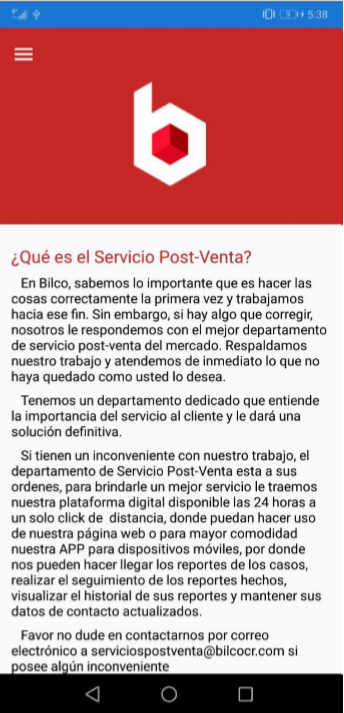 5:38
¿Qué es el Servicio Post-Venta?
En Bilco, sabemos lo importante que es hacer las
cosas correctamente la primera vez y trabajamos
hacia ese fin. Sin embargo, si hay algo que corregir,
nosotros le respondemos con el mejor departamento
de servicio post-venta del mercado. Respaldamos
nuestro trabajo y atendemos de inmediato lo que no
haya quedado como usted lo desea.
Tenemos un departamento dedicado que entiende
la importancia del servicio al cliente y le dará una
solución definitiva.
Si tienen un inconveniente con nuestro trabajo, el
departamento de Servicio Post-Venta esta a sus
ordenes, para brindarle un mejor servicio le traemos
nuestra plataforma digital disponible las 24 horas a
un solo click de distancia, donde puedan hacer uso
de nuestra página web o para mayor comodidad
nuestra APP para dispositivos móviles, por donde
nos pueden hacer llegar los reportes de los casos,
realizar el seguimiento de los reportes hechos,
visualizar el historial de sus reportes y mantener sus
datos de contacto actualizados.
Favor no dude en contactarnos por correo
electrónico a serviciospostventa@bilcocr.com si
posee algún inconveniente